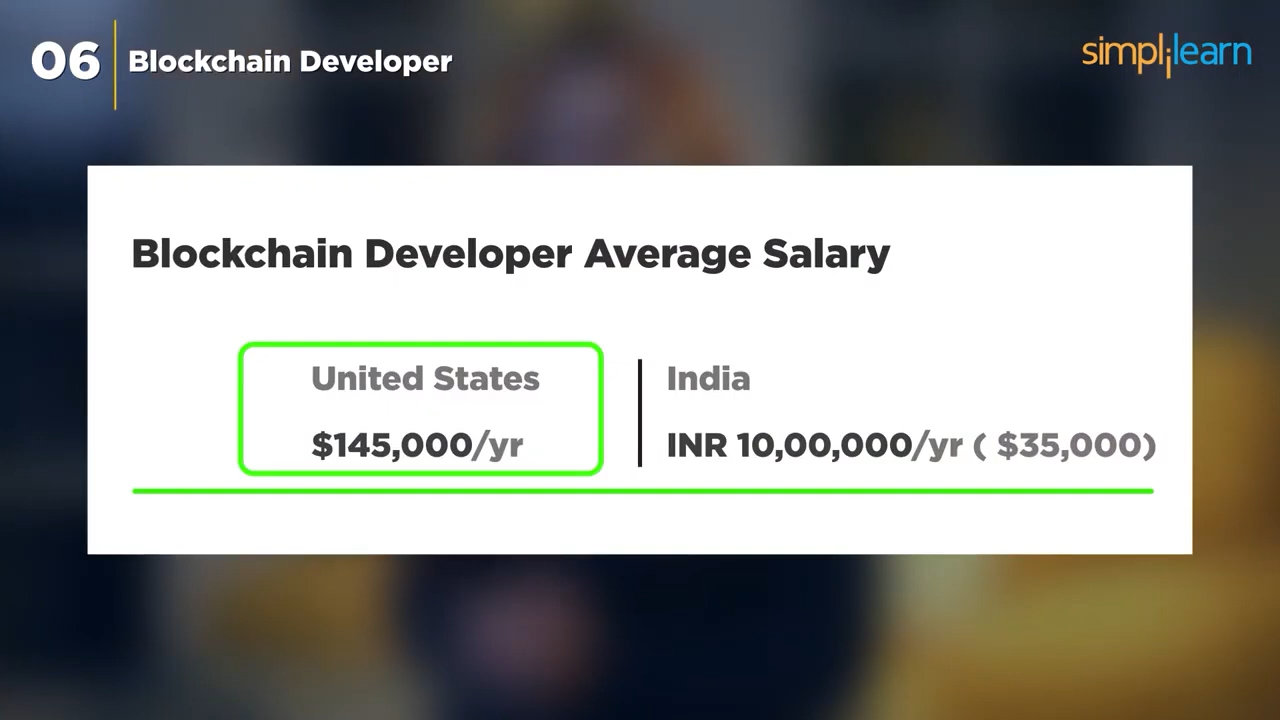 06
Blockchain Developer
simplilearn
Blockchain Developer Average Salary
United States
$145,000/yr
India
INR 10,00,000/yr ( $35,000)